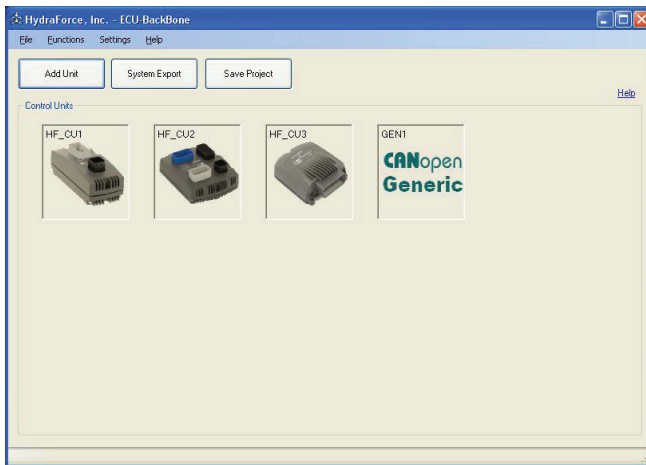 HydraForce, Inc. - ECU-BackBone
File Functions Settings Help
Add Unit System Export Save Project
Help
Control Units
HF_CU1 HF_CU2 HF_CU3 GEN1
CANopen
Generic